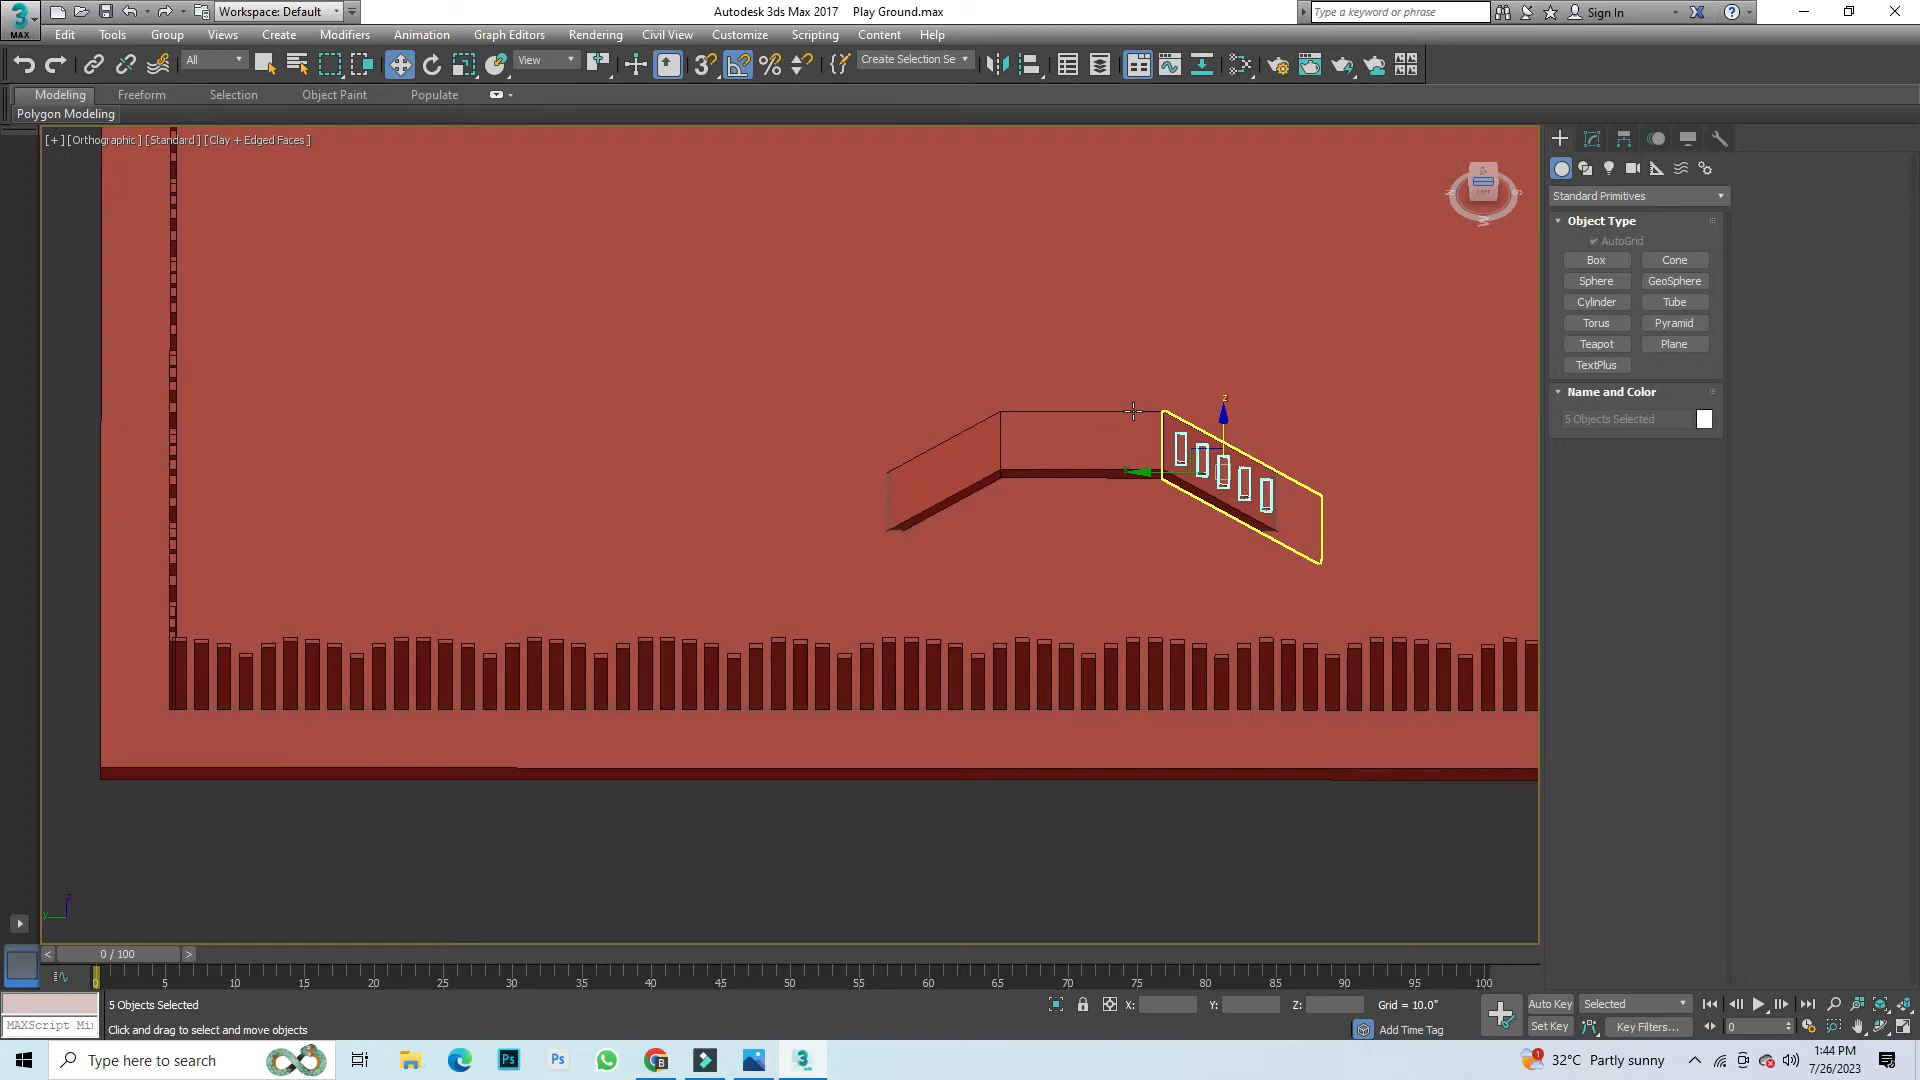 MAX
Workspace: Default
Autodesk 3ds Max 2017    Play Ground.max
Type a keyword or phrase
Sign In
Edit Tools Group Views Create Modifiers Animation Graph Editors Rendering Civil View Customize Scripting Content Help
All
View
Create Selection Se
Modeling Freeform Selection Object Paint Populate
Polygon Modeling
[+] [Orthographic] [Standard] [Clay + Edged Faces]
LEFT
Standard Primitives
Object Type
AutoGrid
Box Cone
Sphere GeoSphere
Cylinder Tube
Torus Pyramid
Teapot Plane
TextPlus
Name and Color
5 Objects Selected
z
y
z
y
< 0 / 100 >
0 5 10 15 20 25 30 35 40 45 50 55 60 65 70 75 80 85 90 95 100
5 Objects Selected
X: Y: Z: Grid = 10.0"
Auto Key Selected
MAXScript Mi
Click and drag to select and move objects
Add Time Tag
Set Key Key Filters... 0
Type here to search
32°C Partly sunny
1:44 PM
7/26/2023